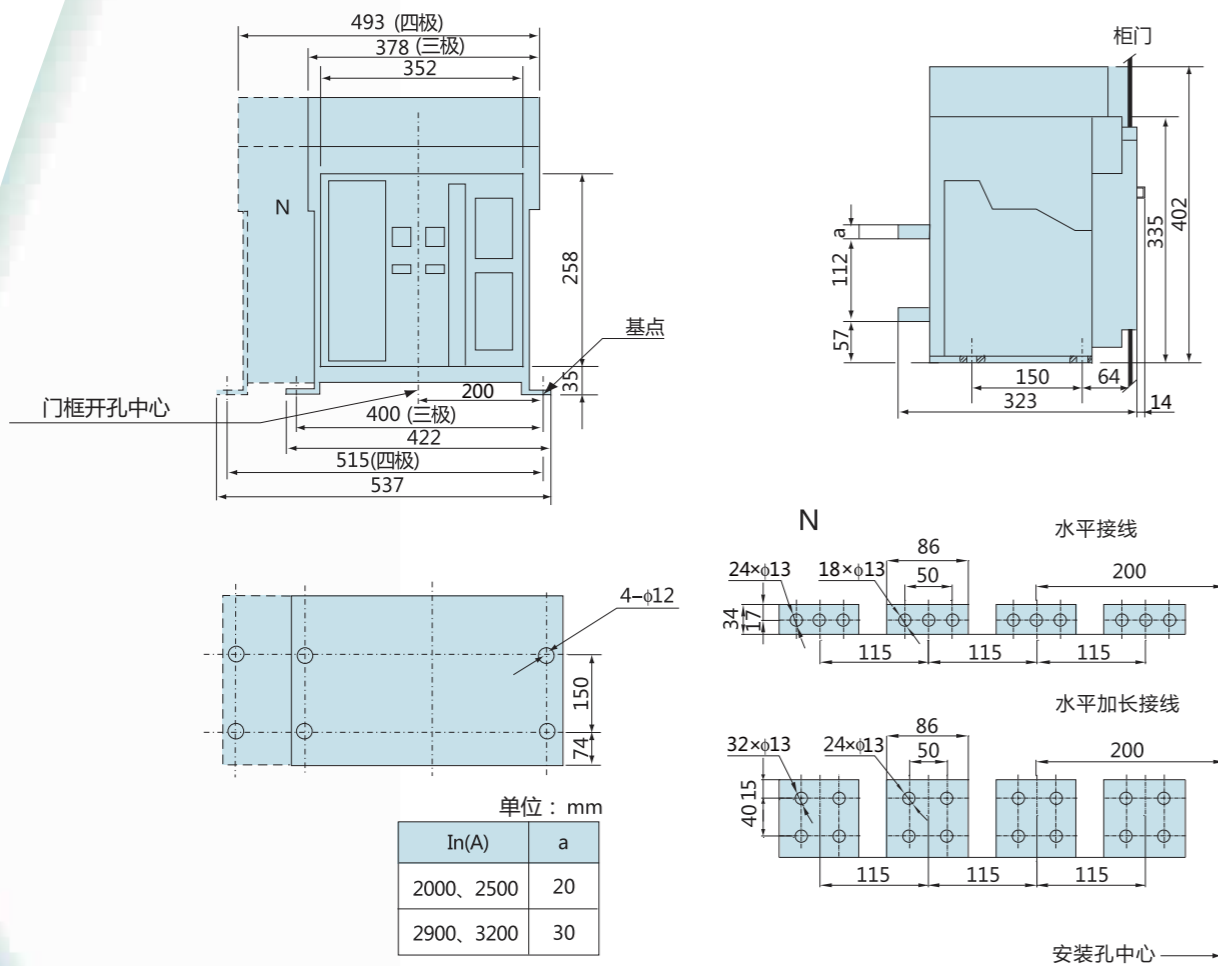 493 (四极)
378 (三极)
352
N
258
35
基点
200
门框开孔中心
400 (三极)
422
515(四极)
537
柜门
a
112
57
335
402
150
64
323
14
4-ϕ12
150
74
单位：mm
In(A) a
2000、2500 20
2900、3200 30
N
水平接线
86
24×ϕ13 18×ϕ13 50 200
34
17
115 115 115
水平加长接线
86
32×ϕ13 24×ϕ13 50 200
15
40
115 115 115
安装孔中心